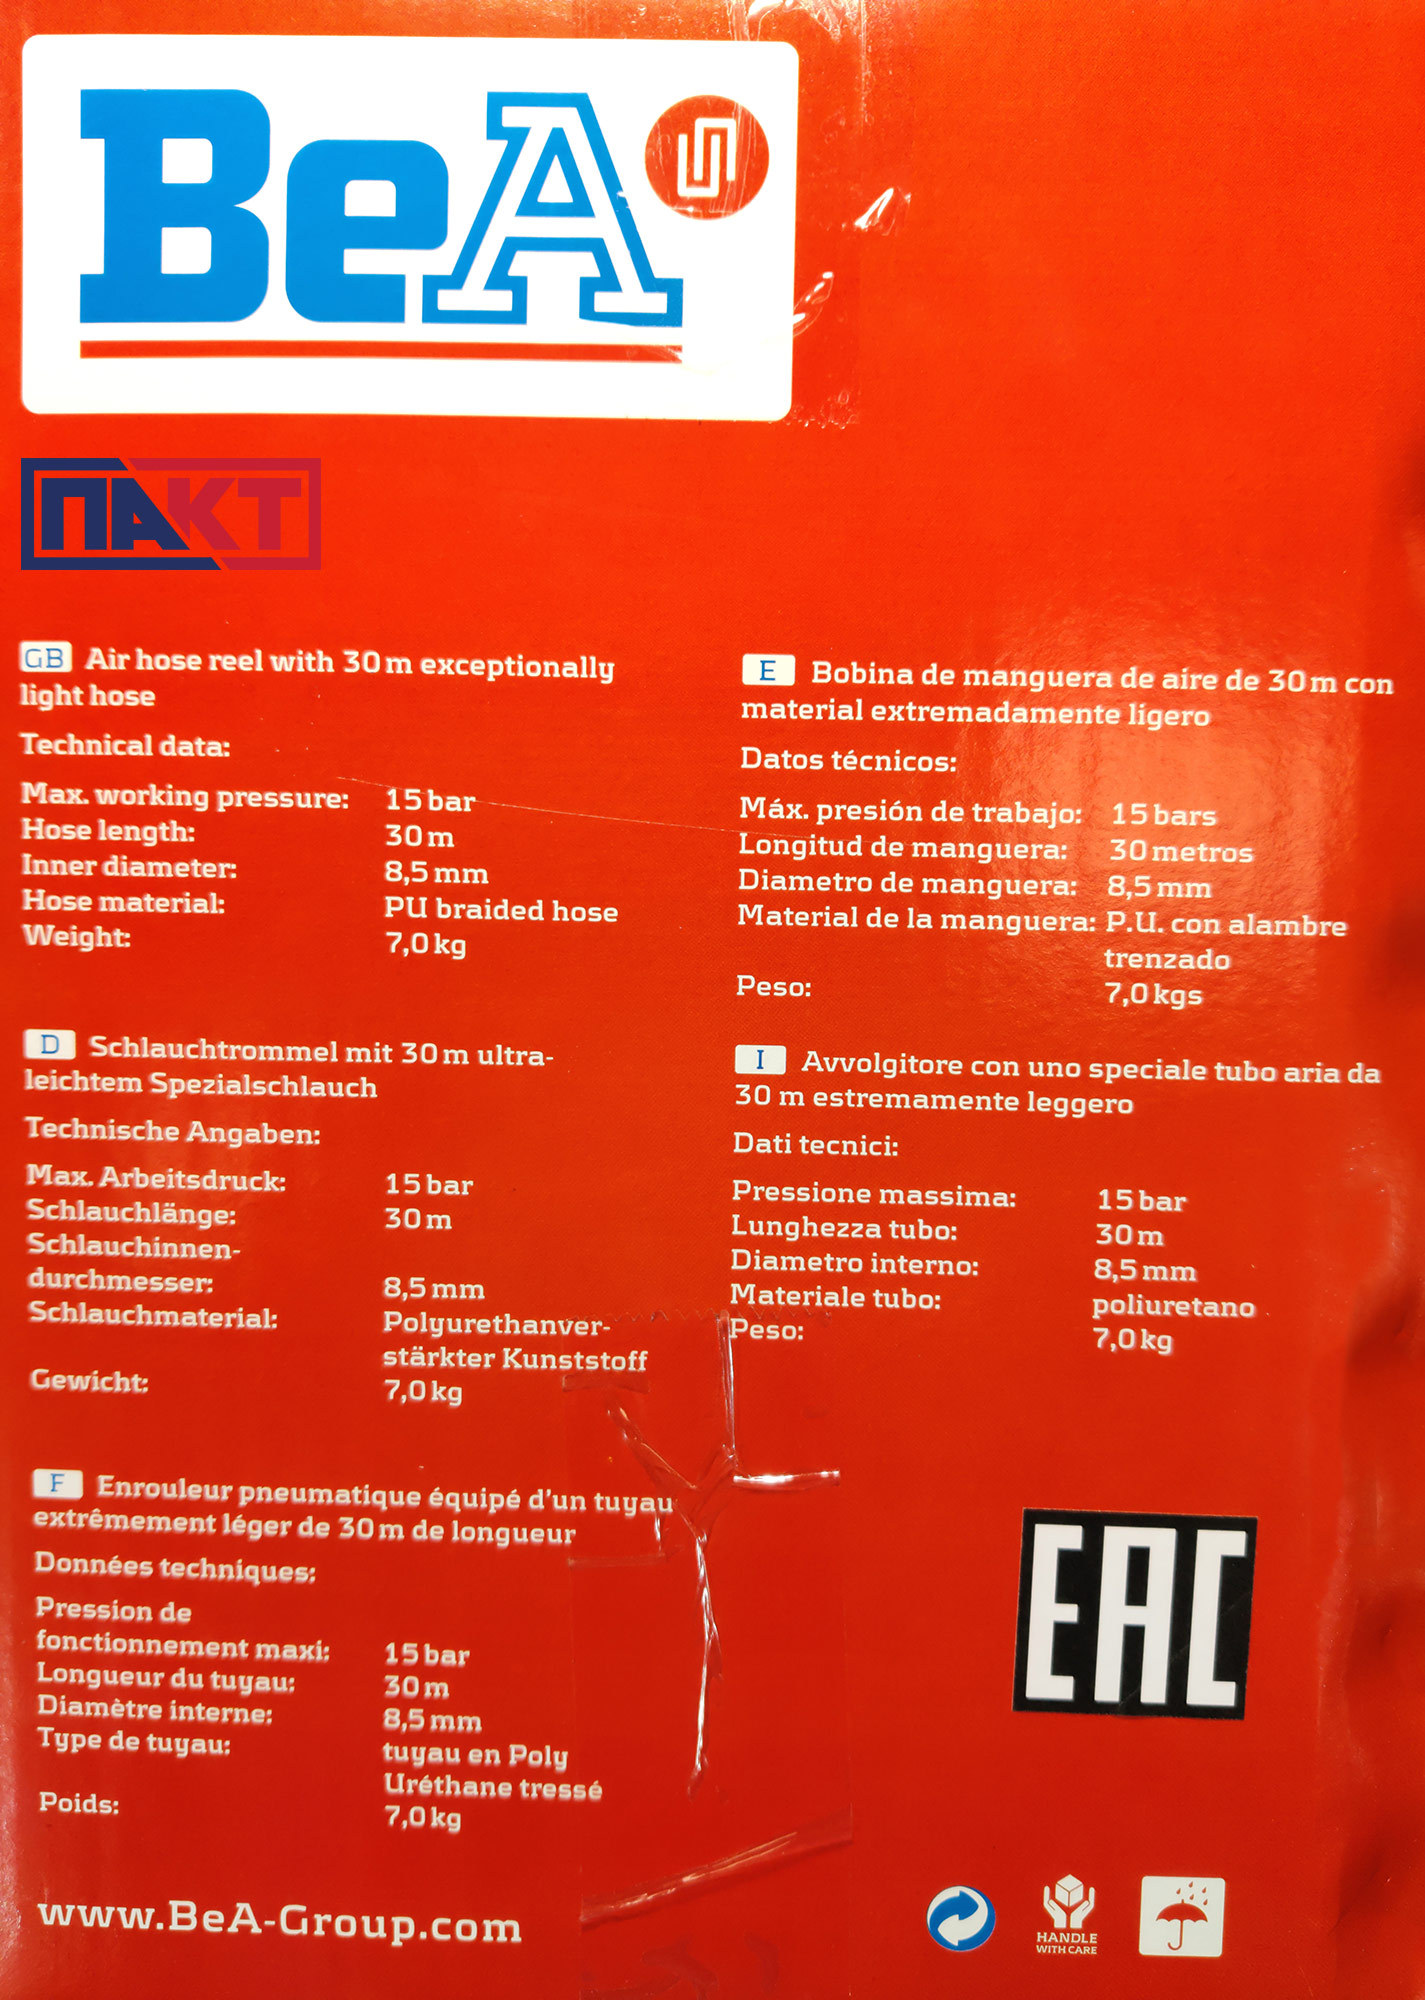 BeA
ПАКТ
GB Air hose reel with 30 m exceptionally
light hose
Technical data:
Max. working pressure: 15 bar
Hose length: 30 m
Inner diameter: 8,5 mm
Hose material: PU braided hose
Weight: 7,0 kg
D Schlauchtrommel mit 30 m ultra-
leichtem Spezialschlauch
Technische Angaben:
Max. Arbeitsdruck: 15 bar
Schlauchlänge: 30 m
Schlauchinnen-
durchmesser: 8,5 mm
Schlauchmaterial: Polyurethanver-
stärkter Kunststoff
Gewicht: 7,0 kg
F Enrouleur pneumatique équipé d'un tuyau
extrêmement léger de 30 m de longueur
Données techniques:
Pression de
fonctionnement maxi: 15 bar
Longueur du tuyau: 30 m
Diamètre interne: 8,5 mm
Type de tuyau: tuyau en Poly
Uréthane tressé
Poids: 7,0 kg
www.BeA-Group.com
E Bobina de manguera de aire de 30 m con
material extremadamente ligero
Datos técnicos:
Máx. presión de trabajo: 15 bars
Longitud de manguera: 30 metros
Diametro de manguera: 8,5 mm
Material de la manguera: P.U. con alambre
trenzado
Peso: 7,0 kgs
I Avvolgitore con uno speciale tubo aria da
30 m estremamente leggero
Dati tecnici:
Pressione massima: 15 bar
Lunghezza tubo: 30 m
Diametro interno: 8,5 mm
Materiale tubo: poliuretano
Peso: 7,0 kg
EAC
HANDLE
WITH CARE